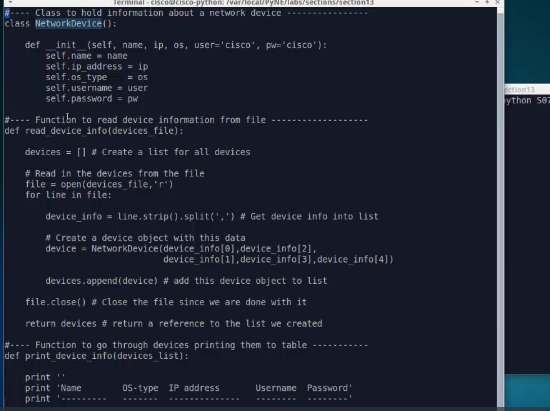 Terminal - cisco@cisco-python: /var/local/PyNE/labs/sections/section13
#---- Class to hold information about a network device ----------------
class NetworkDevice():
def __init__(self, name, ip, os, user='cisco', pw='cisco'):
self.name = name
self.ip_address = ip
self.os_type = os
self.username = user
self.password = pw
#---- Function to read device information from file -------------------
def read_device_info(devices_file):
devices = [] # Create a list for all devices
# Read in the devices from the file
file = open(devices_file,'r')
for line in file:
device_info = line.strip().split(',') # Get device info into list
# Create a device object with this data
device = NetworkDevice(device_info[0],device_info[2],
device_info[1],device_info[3],device_info[4])
devices.append(device) # add this device object to list
file.close() # Close the file since we are done with it
return devices # return a reference to the list we created
#---- Function to go through devices printing them to table -----------
def print_device_info(devices_list):
print ''
print 'Name OS-type IP address Username Password'
print '--------- ------- -------------- -------- --------'
ection13
ython S07